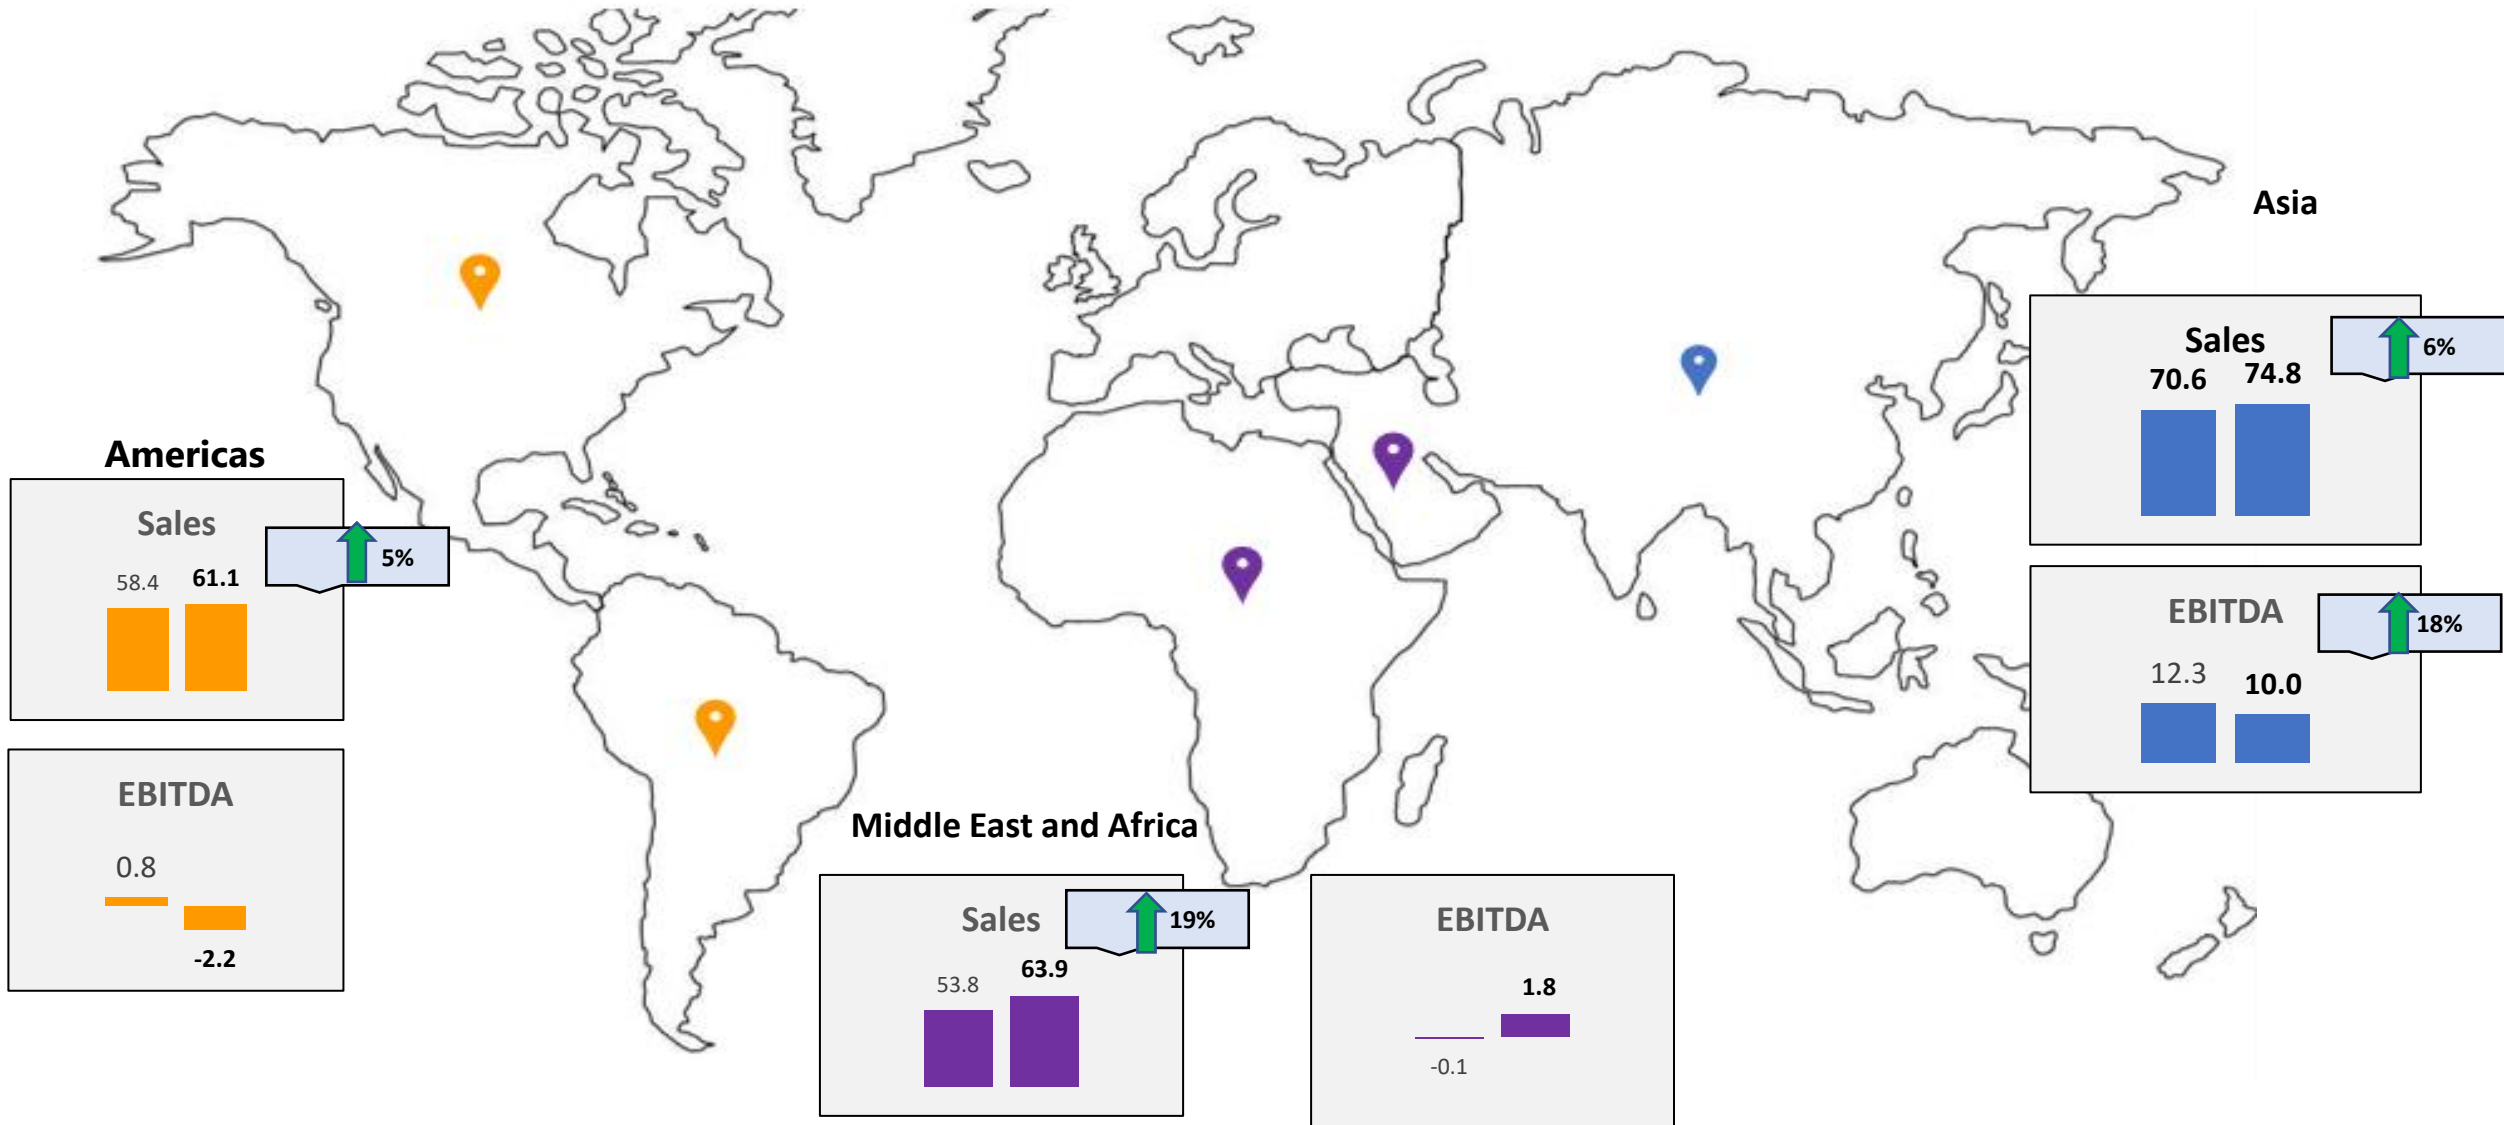 Americas
Sales
5%
58.4 61.1
EBITDA
0.8
-2.2
Middle East and Africa
Sales
19%
53.8 63.9
EBITDA
1.8
-0.1
Asia
Sales
6%
70.6 74.8
EBITDA
18%
12.3 10.0